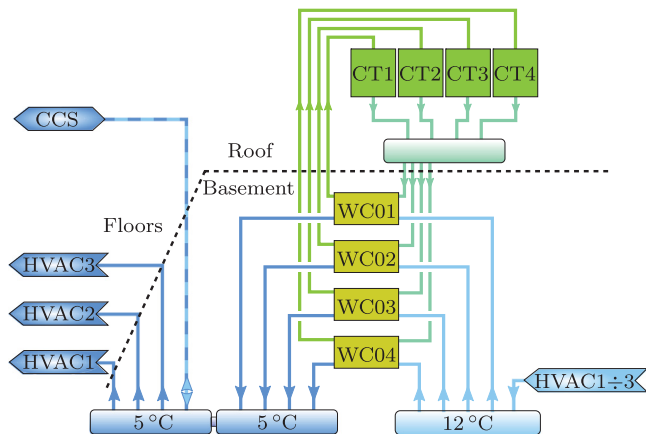 CT1 CT2 CT3 CT4
CCS
Roof
Basement
Floors
WC01
WC02
WC03
WC04
HVAC3
HVAC2
HVAC1
HVAC1÷3
5 °C 5 °C 12 °C